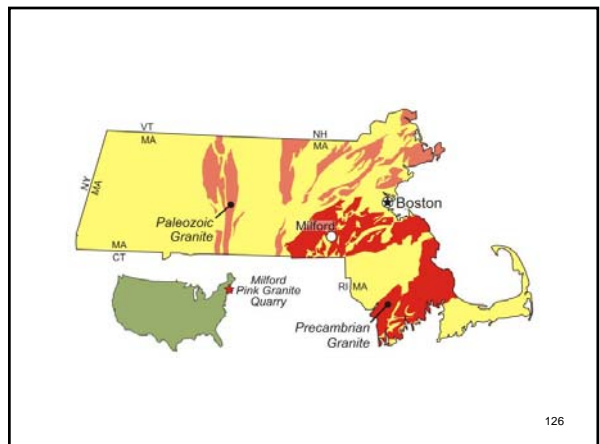 VT
MA
NH
MA
NY
MA
Boston
Milford
Paleozoic
Granite
MA
CT
RI MA
Milford
Pink Granite
Quarry
Precambrian
Granite
126